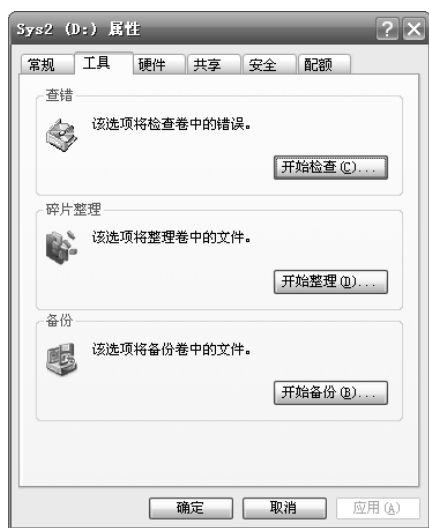 Sys2 (D:) 属性
常规 工具 硬件 共享 安全 配额
查错
该选项将检查卷中的错误。
开始检查(C)...
碎片整理
该选项将整理卷中的文件。
开始整理(D)...
备份
该选项将备份卷中的文件。
开始备份(B)...
确定 取消 应用(A)